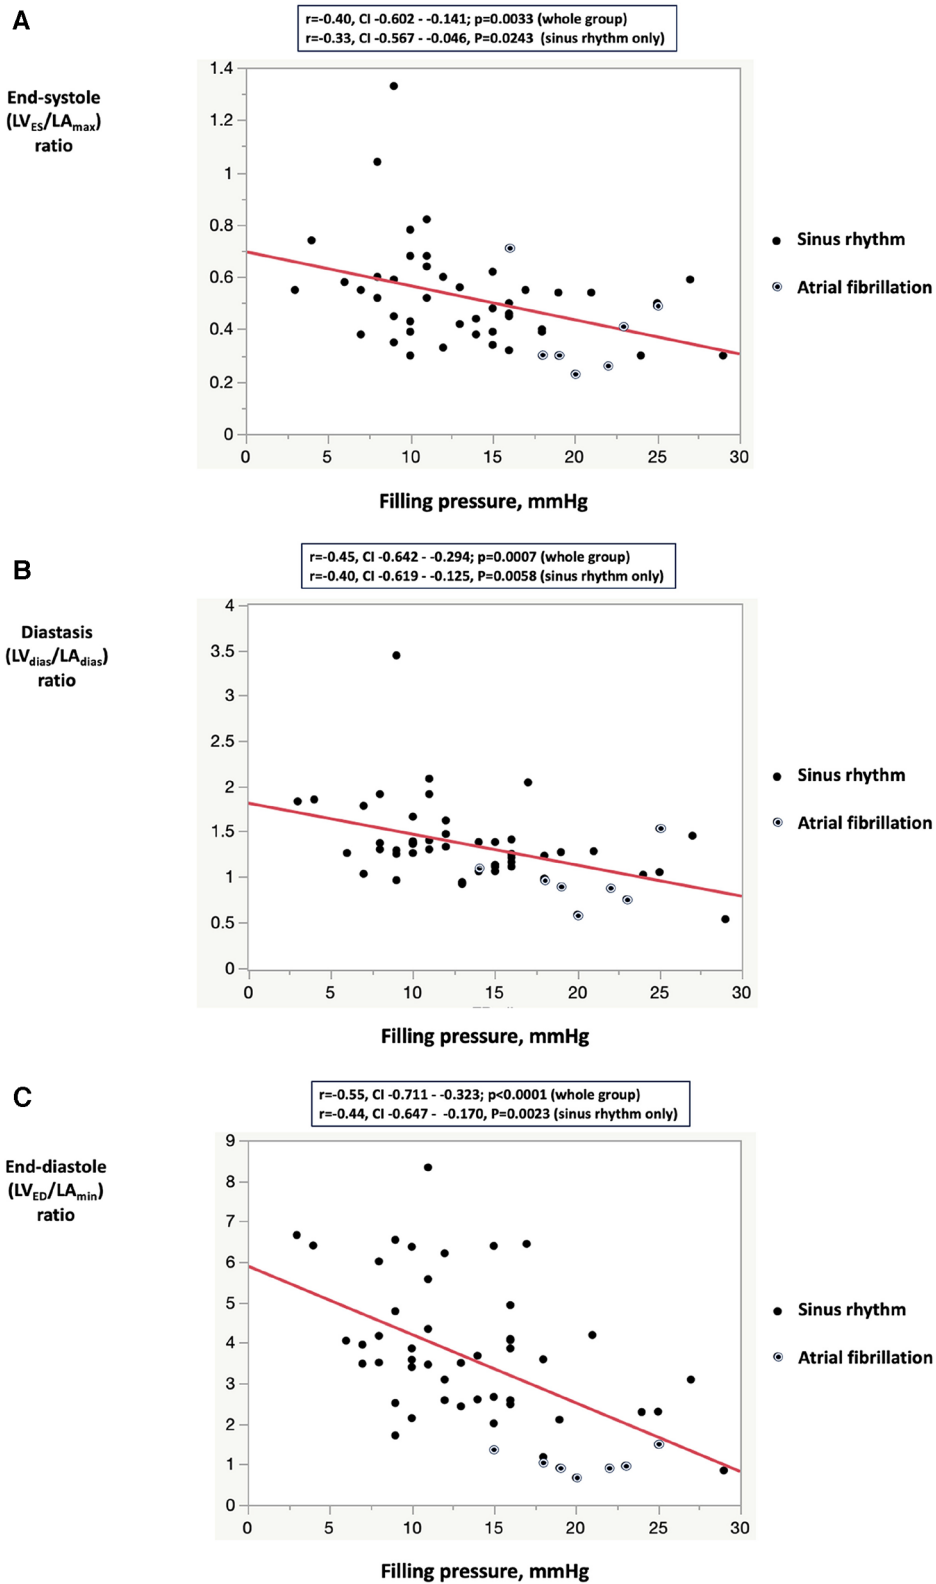 A
r=-0.40, CI -0.602 - -0.141; p=0.0033 (whole group)
r=-0.33, CI -0.567 - -0.046, P=0.0243 (sinus rhythm only)
End-systole
(LVES/LAmax)
ratio
1.4
1.2
1
0.8
0.6
0.4
0.2
0
0 5 10 15 20 25 30
Filling pressure, mmHg
Sinus rhythm
Atrial fibrillation
B
r=-0.45, CI -0.642 - -0.294; p=0.0007 (whole group)
r=-0.40, CI -0.619 - -0.125, P=0.0058 (sinus rhythm only)
Diastasis
(LVdias/LAdias)
ratio
4
3.5
3
2.5
2
1.5
1
0.5
0
0 5 10 15 20 25 30
Filling pressure, mmHg
Sinus rhythm
Atrial fibrillation
C
r=-0.55, CI -0.711 - -0.323; p<0.0001 (whole group)
r=-0.44, CI -0.647 - -0.170, P=0.0023 (sinus rhythm only)
End-diastole
(LVED/LAmin)
ratio
9
8
7
6
5
4
3
2
1
0
0 5 10 15 20 25 30
Filling pressure, mmHg
Sinus rhythm
Atrial fibrillation